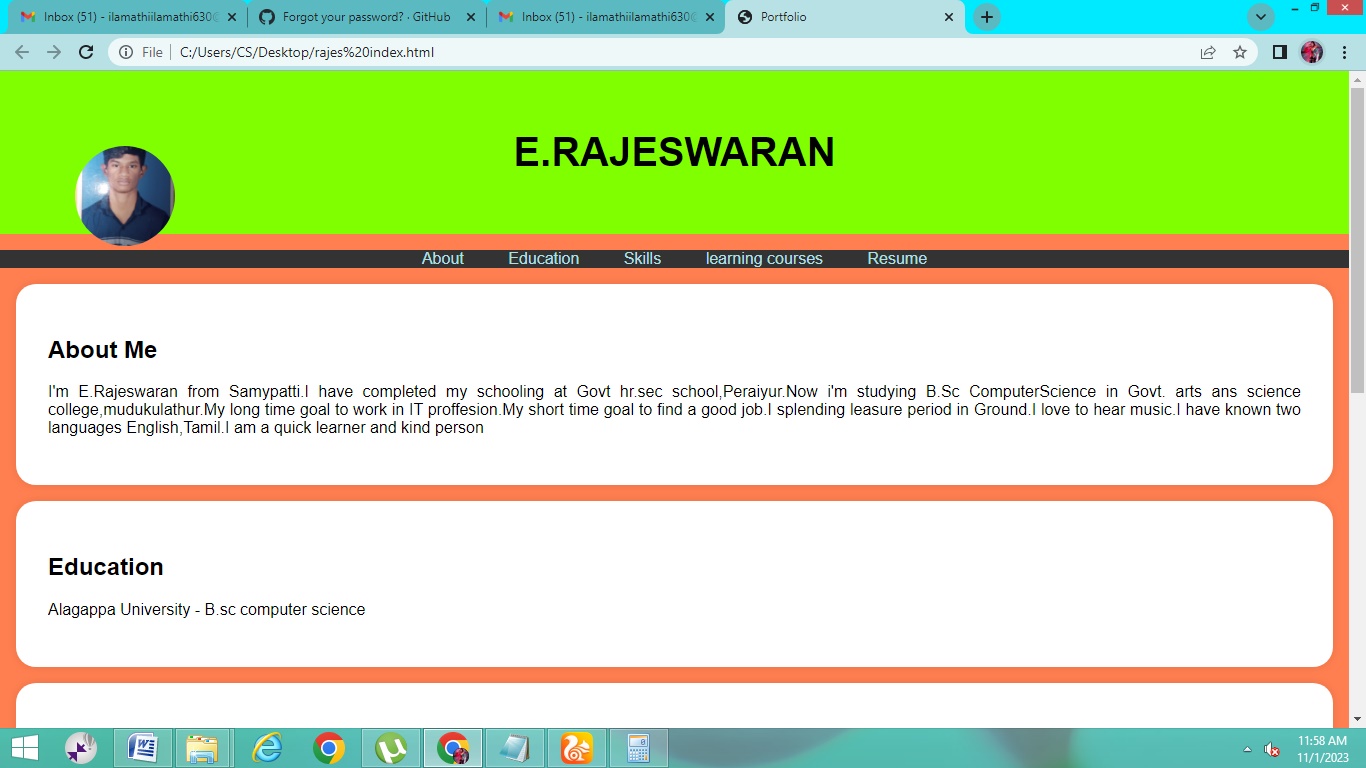 Inbox (51) - ilamathiilamathi630@
Forgot your password? · GitHub
Inbox (51) - ilamathiilamathi630@
Portfolio
File
C:/Users/CS/Desktop/rajes%20index.html
E.RAJESWARAN
About Education Skills learning courses Resume
About Me
I'm E.Rajeswaran from Samypatti.I have completed my schooling at Govt hr.sec school,Peraiyur.Now i'm studying B.Sc ComputerScience in Govt. arts ans science
college,mudukulathur.My long time goal to work in IT proffesion.My short time goal to find a good job.I splending leasure period in Ground.I love to hear music.I have known two
languages English,Tamil.I am a quick learner and kind person
Education
Alagappa University - B.sc computer science
11:58 AM
11/1/2023